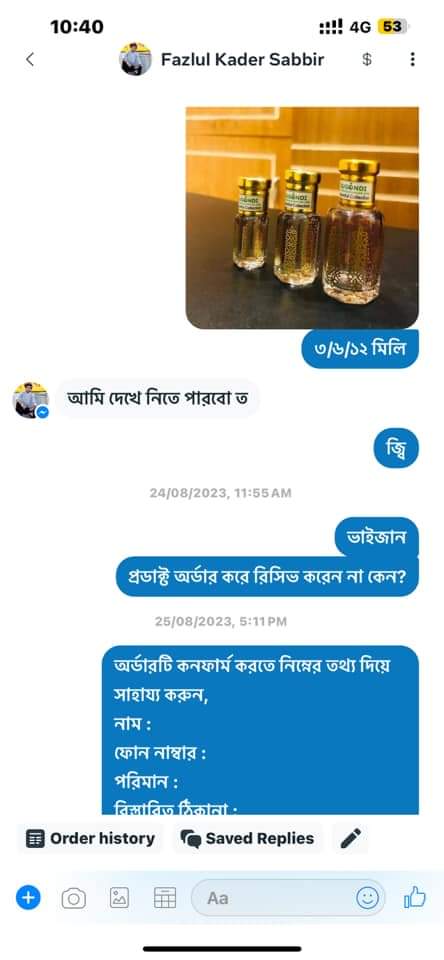 10:40
4G
53
Fazlul Kader Sabbir
$
৩/৬/১২ মিলি
আমি দেখে নিতে পারবো ত
জ্বি
24/08/2023, 11:55 AM
ভাইজান
প্রডাক্ট অর্ডার করে রিসিভ করেন না কেন?
25/08/2023, 5:11 PM
অর্ডারটি কনফার্ম করতে নিম্নের তথ্য দিয়ে
সাহায্য করুন,
নাম :
ফোন নাম্বার :
পরিমান :
বিস্তারিত ঠিকানা :
Order history
Saved Replies
Aa